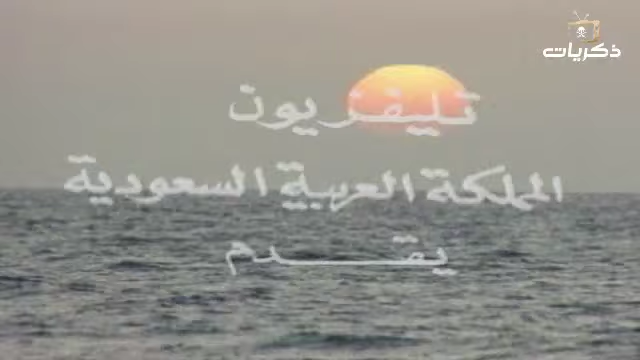 ذكريات
تليفزيون
المملكة العربية السعودية
يقدم